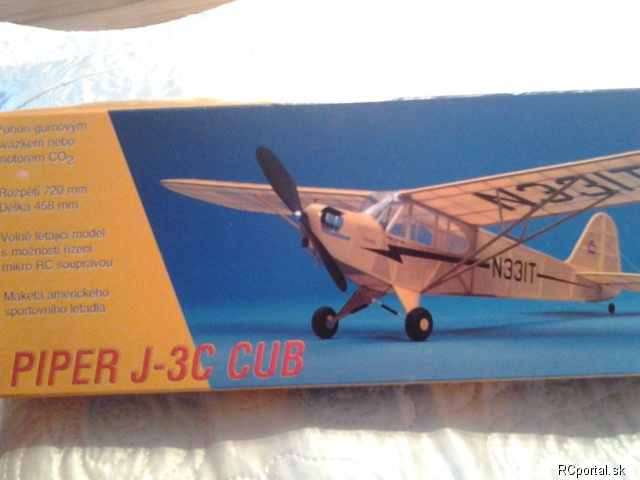 Pohon gumovým
svazkem nebo
motorem CO2
Rozpětí 720 mm
Délka 458 mm
Volně létající model
s možností řízení
mikro RC soupravou
Maketa amerického
sportovního letadla
PIPER J-3C CUB
N331T
N331T
RCportal.sk